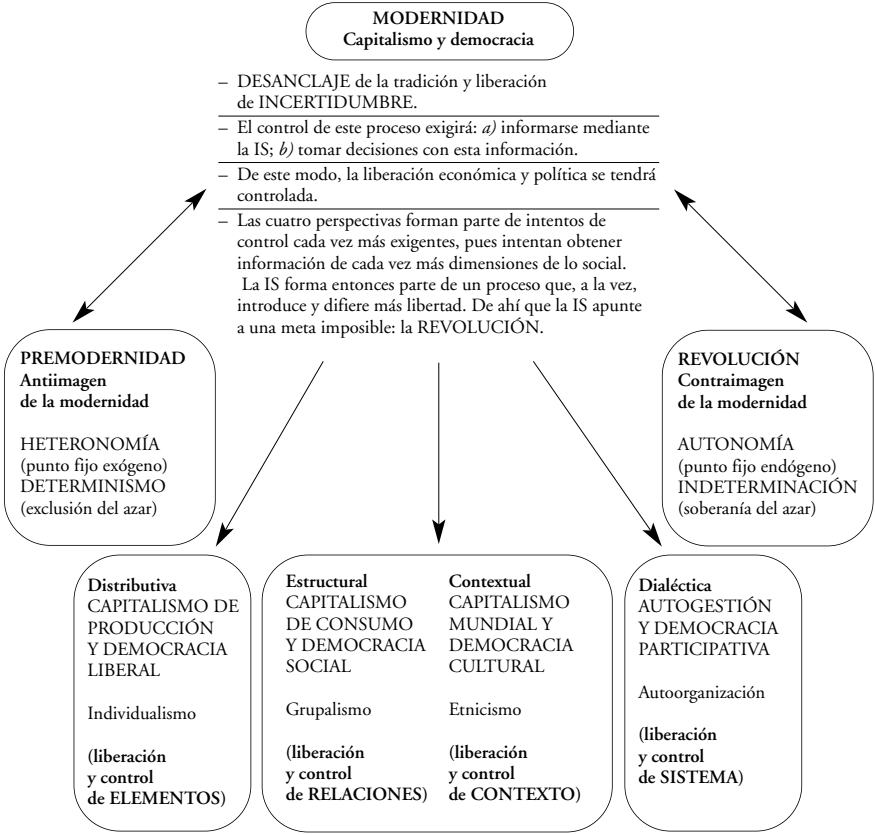 MODERNIDAD
Capitalismo y democracia
– DESANCLAJE de la tradición y liberación
de INCERTIDUMBRE.
– El control de este proceso exigirá: a) informarse mediante
la IS; b) tomar decisiones con esta información.
– De este modo, la liberación económica y política se tendrá
controlada.
– Las cuatro perspectivas forman parte de intentos de
control cada vez más exigentes, pues intentan obtener
información de cada vez más dimensiones de lo social.
La IS forma entonces parte de un proceso que, a la vez,
introduce y difiere más libertad. De ahí que la IS apunte
a una meta imposible: la REVOLUCIÓN.
PREMODERNIDAD
Antiimagen
de la modernidad
HETERONOMÍA
(punto fijo exógeno)
DETERMINISMO
(exclusión del azar)
REVOLUCIÓN
Contraimagen
de la modernidad
AUTONOMÍA
(punto fijo endógeno)
INDETERMINACIÓN
(soberanía del azar)
Distributiva
CAPITALISMO DE
PRODUCCIÓN
Y DEMOCRACIA
LIBERAL
Individualismo
(liberación
y control
de ELEMENTOS)
Estructural
CAPITALISMO
DE CONSUMO
Y DEMOCRACIA
SOCIAL
Grupalismo
(liberación
y control
de RELACIONES)
Contextual
CAPITALISMO
MUNDIAL Y
DEMOCRACIA
CULTURAL
Etnicismo
(liberación
y control
de CONTEXTO)
Dialéctica
AUTOGESTIÓN
Y DEMOCRACIA
PARTICIPATIVA
Autoorganización
(liberación
y control
de SISTEMA)